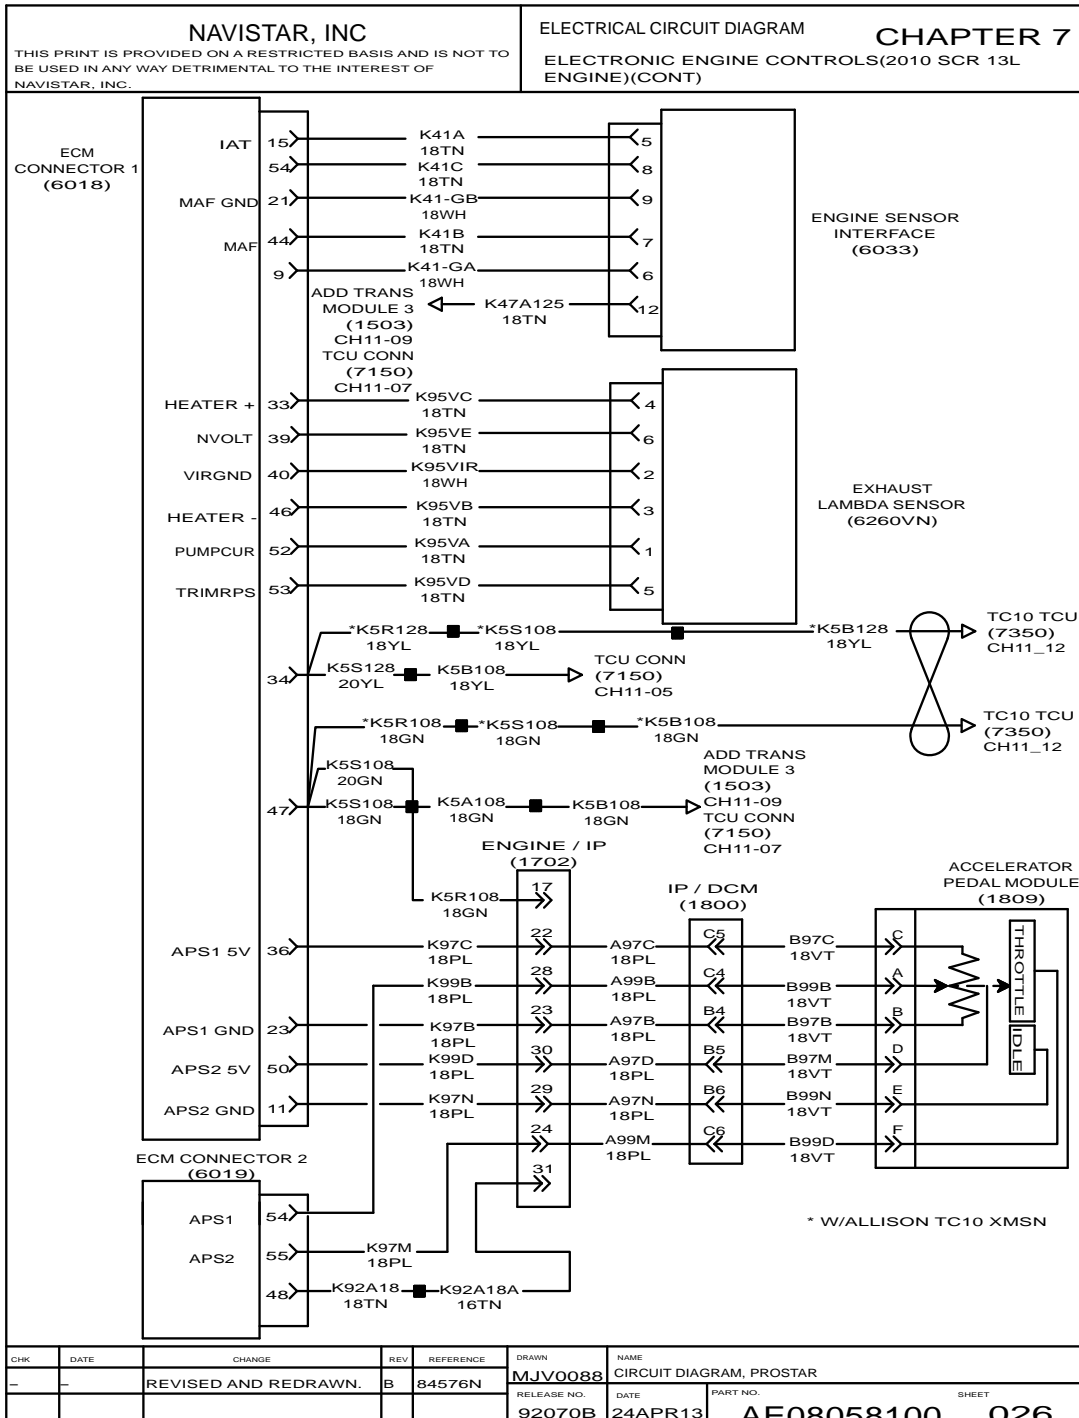 NAVISTAR, INC
THIS PRINT IS PROVIDED ON A RESTRICTED BASIS AND IS NOT TO
BE USED IN ANY WAY DETRIMENTAL TO THE INTEREST OF
NAVISTAR, INC.
ELECTRICAL CIRCUIT DIAGRAM
CHAPTER 7
ELECTRONIC ENGINE CONTROLS(2010 SCR 13L
ENGINE)(CONT)
ECM
CONNECTOR 1
(6018)
IAT 15 K41A 5
18TN
54 K41C 8
18TN
MAF GND 21 K41-GB 9
18WH
MAF 44 K41B 7
18TN
9 K41-GA 6
18WH
ENGINE SENSOR
INTERFACE
(6033)
ADD TRANS
MODULE 3
(1503)
CH11-09
TCU CONN
(7150)
CH11-07
K47A125 12
18TN
HEATER + 33 K95VC 4
18TN
NVOLT 39 K95VE 6
18TN
VIRGND 40 K95VIR 2
18WH
HEATER - 46 K95VB 3
18TN
PUMPCUR 52 K95VA 1
18TN
TRIMRPS 53 K95VD 5
18TN
EXHAUST
LAMBDA SENSOR
(6260VN)
*K5R128 *K5S108 *K5B128
18YL 18YL 18YL
TC10 TCU
(7350)
CH11_12
34 K5S128 K5B108
20YL 18YL
TCU CONN
(7150)
CH11-05
*K5R108 *K5S108 *K5B108
18GN 18GN 18GN
TC10 TCU
(7350)
CH11_12
K5S108
20GN
47 K5S108 K5A108 K5B108
18GN 18GN 18GN
ADD TRANS
MODULE 3
(1503)
CH11-09
TCU CONN
(7150)
CH11-07
ENGINE / IP
(1702)
IP / DCM
(1800)
ACCELERATOR
PEDAL MODULE
(1809)
K5R108 17
18GN
APS1 5V 36 K97C 22 A97C C5 B97C C
18PL 18PL 18VT
K99B 28 A99B C4 B99B A
18PL 18PL 18VT
APS1 GND 23 K97B 23 A97B B4 B97B B
18PL 18PL 18VT
APS2 5V 50 K99D 30 A97D B5 B97M D
18PL 18PL 18VT
APS2 GND 11 K97N 29 A97N B6 B99N E
18PL 18PL 18VT
24 A99M C6 B99D F
18PL 18VT
31
THROTTLE
IDLE
ECM CONNECTOR 2
(6019)
APS1 54
APS2 55 K97M
18PL
48 K92A18 K92A18A
18TN 16TN
* W/ALLISON TC10 XMSN
CHK DATE CHANGE REV REFERENCE DRAWN NAME
– – REVISED AND REDRAWN. B 84576N MJV0088 CIRCUIT DIAGRAM, PROSTAR
RELEASE NO. DATE PART NO. SHEET
92070B 24APR13 AE08058100 026